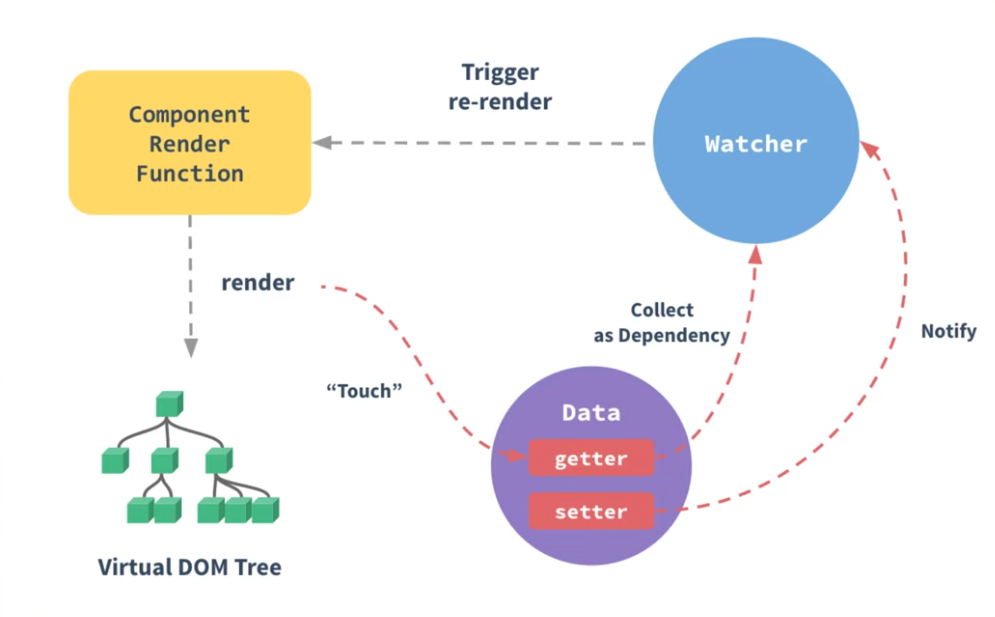 Trigger
re-render
Component
Render
Function
Watcher
render
Collect
as Dependency
Notify
“Touch”
Data
getter
setter
Virtual DOM Tree